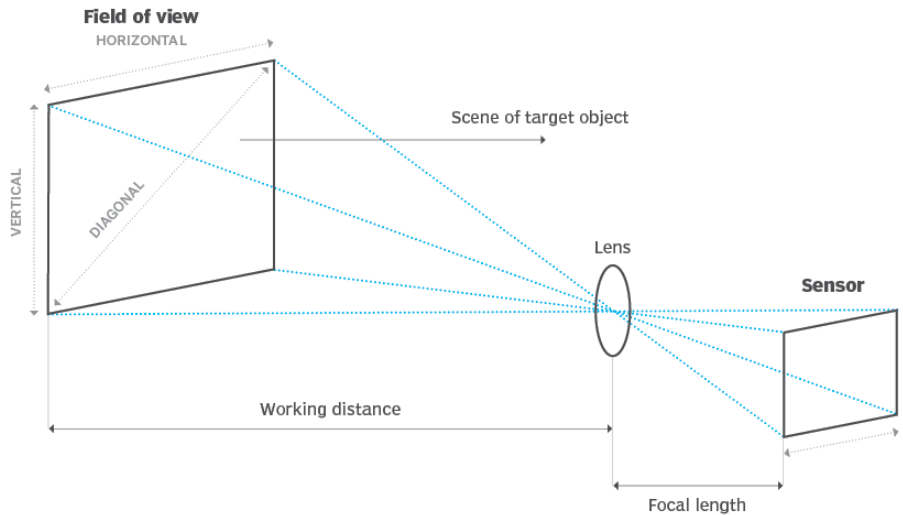 Field of view
HORIZONTAL
VERTICAL
DIAGONAL
Scene of target object
Lens
Sensor
Working distance
Focal length